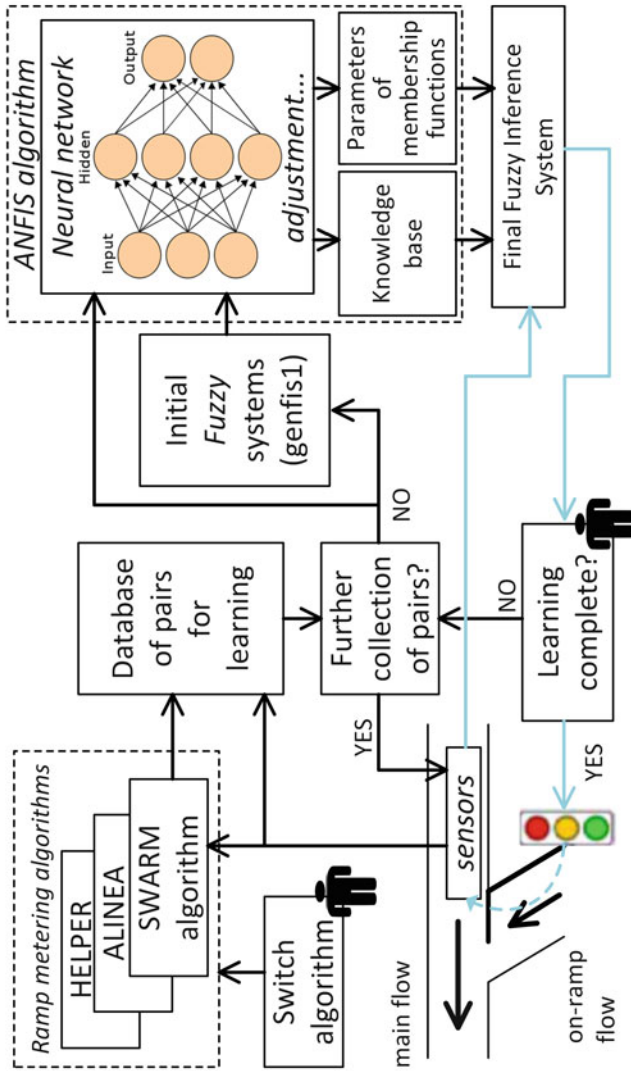 Ramp metering algorithms
HELPER
ALINEA
SWARM
algorithm
Switch
algorithm
main flow
on-ramp
flow
sensors
Database
of pairs
for
learning
Further
collection
of pairs?
YES
NO
Learning
complete?
YES
NO
Initial
Fuzzy
systems
(genfis1)
ANFIS algorithm
Neural network
Input
Hidden
Output
adjustment...
Knowledge
base
Parameters
of
membership
functions
Final Fuzzy Inference
System